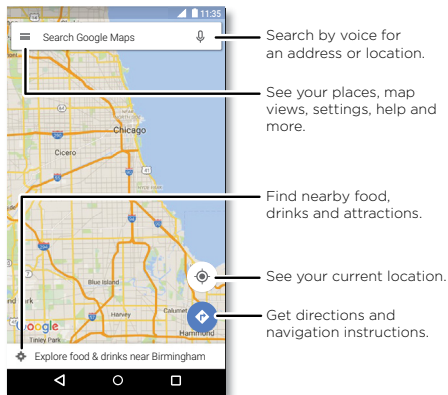 11:35
Search Google Maps
Search by voice for
an address or location.
See your places, map
views, settings, help and
more.
Chicago
Cicero
41
Find nearby food,
drinks and attractions.
See your current location.
Blue Island
Harvey
Calumet
Hammond
Tinley Park
Google
Get directions and
navigation instructions.
Explore food & drinks near Birmingham